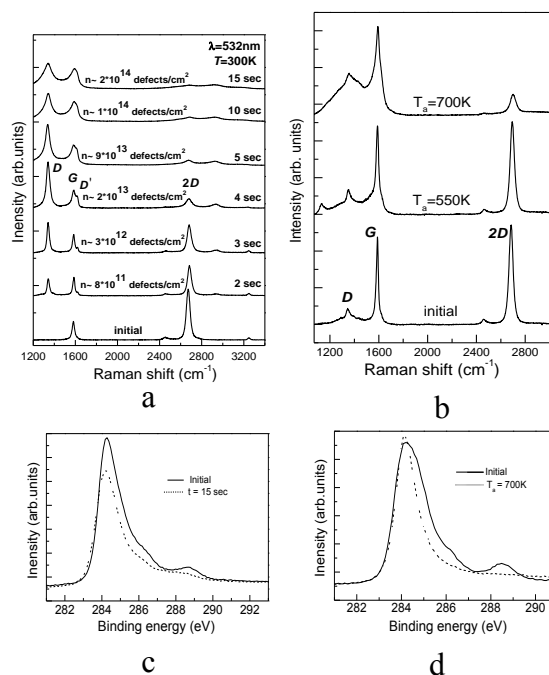 λ=532nm
T=300K
n~ 2*10^14 defects/cm^2 15 sec
n~ 1*10^14 defects/cm^2 10 sec
n~ 9*10^13 defects/cm^2 5 sec
D G D' 2D
n~ 2*10^13 defects/cm^2 4 sec
n~ 3*10^12 defects/cm^2 3 sec
n~ 8*10^11 defects/cm^2 2 sec
initial
1200 1600 2000 2400 2800 3200
Raman shift (cm^-1)
Inensity (arb.units)
a
T_a=700K
T_a=550K
G 2D
D initial
1200 1600 2000 2400 2800
Raman shift (cm^-1)
Inensity (arb.units)
b
Initial
t = 15 sec
282 284 286 288 290 292
Binding energy (eV)
Inensity (arb.units)
c
Initial
T_a = 700K
282 284 286 288 290
Binding energy (eV)
Inensity (arb.units)
d